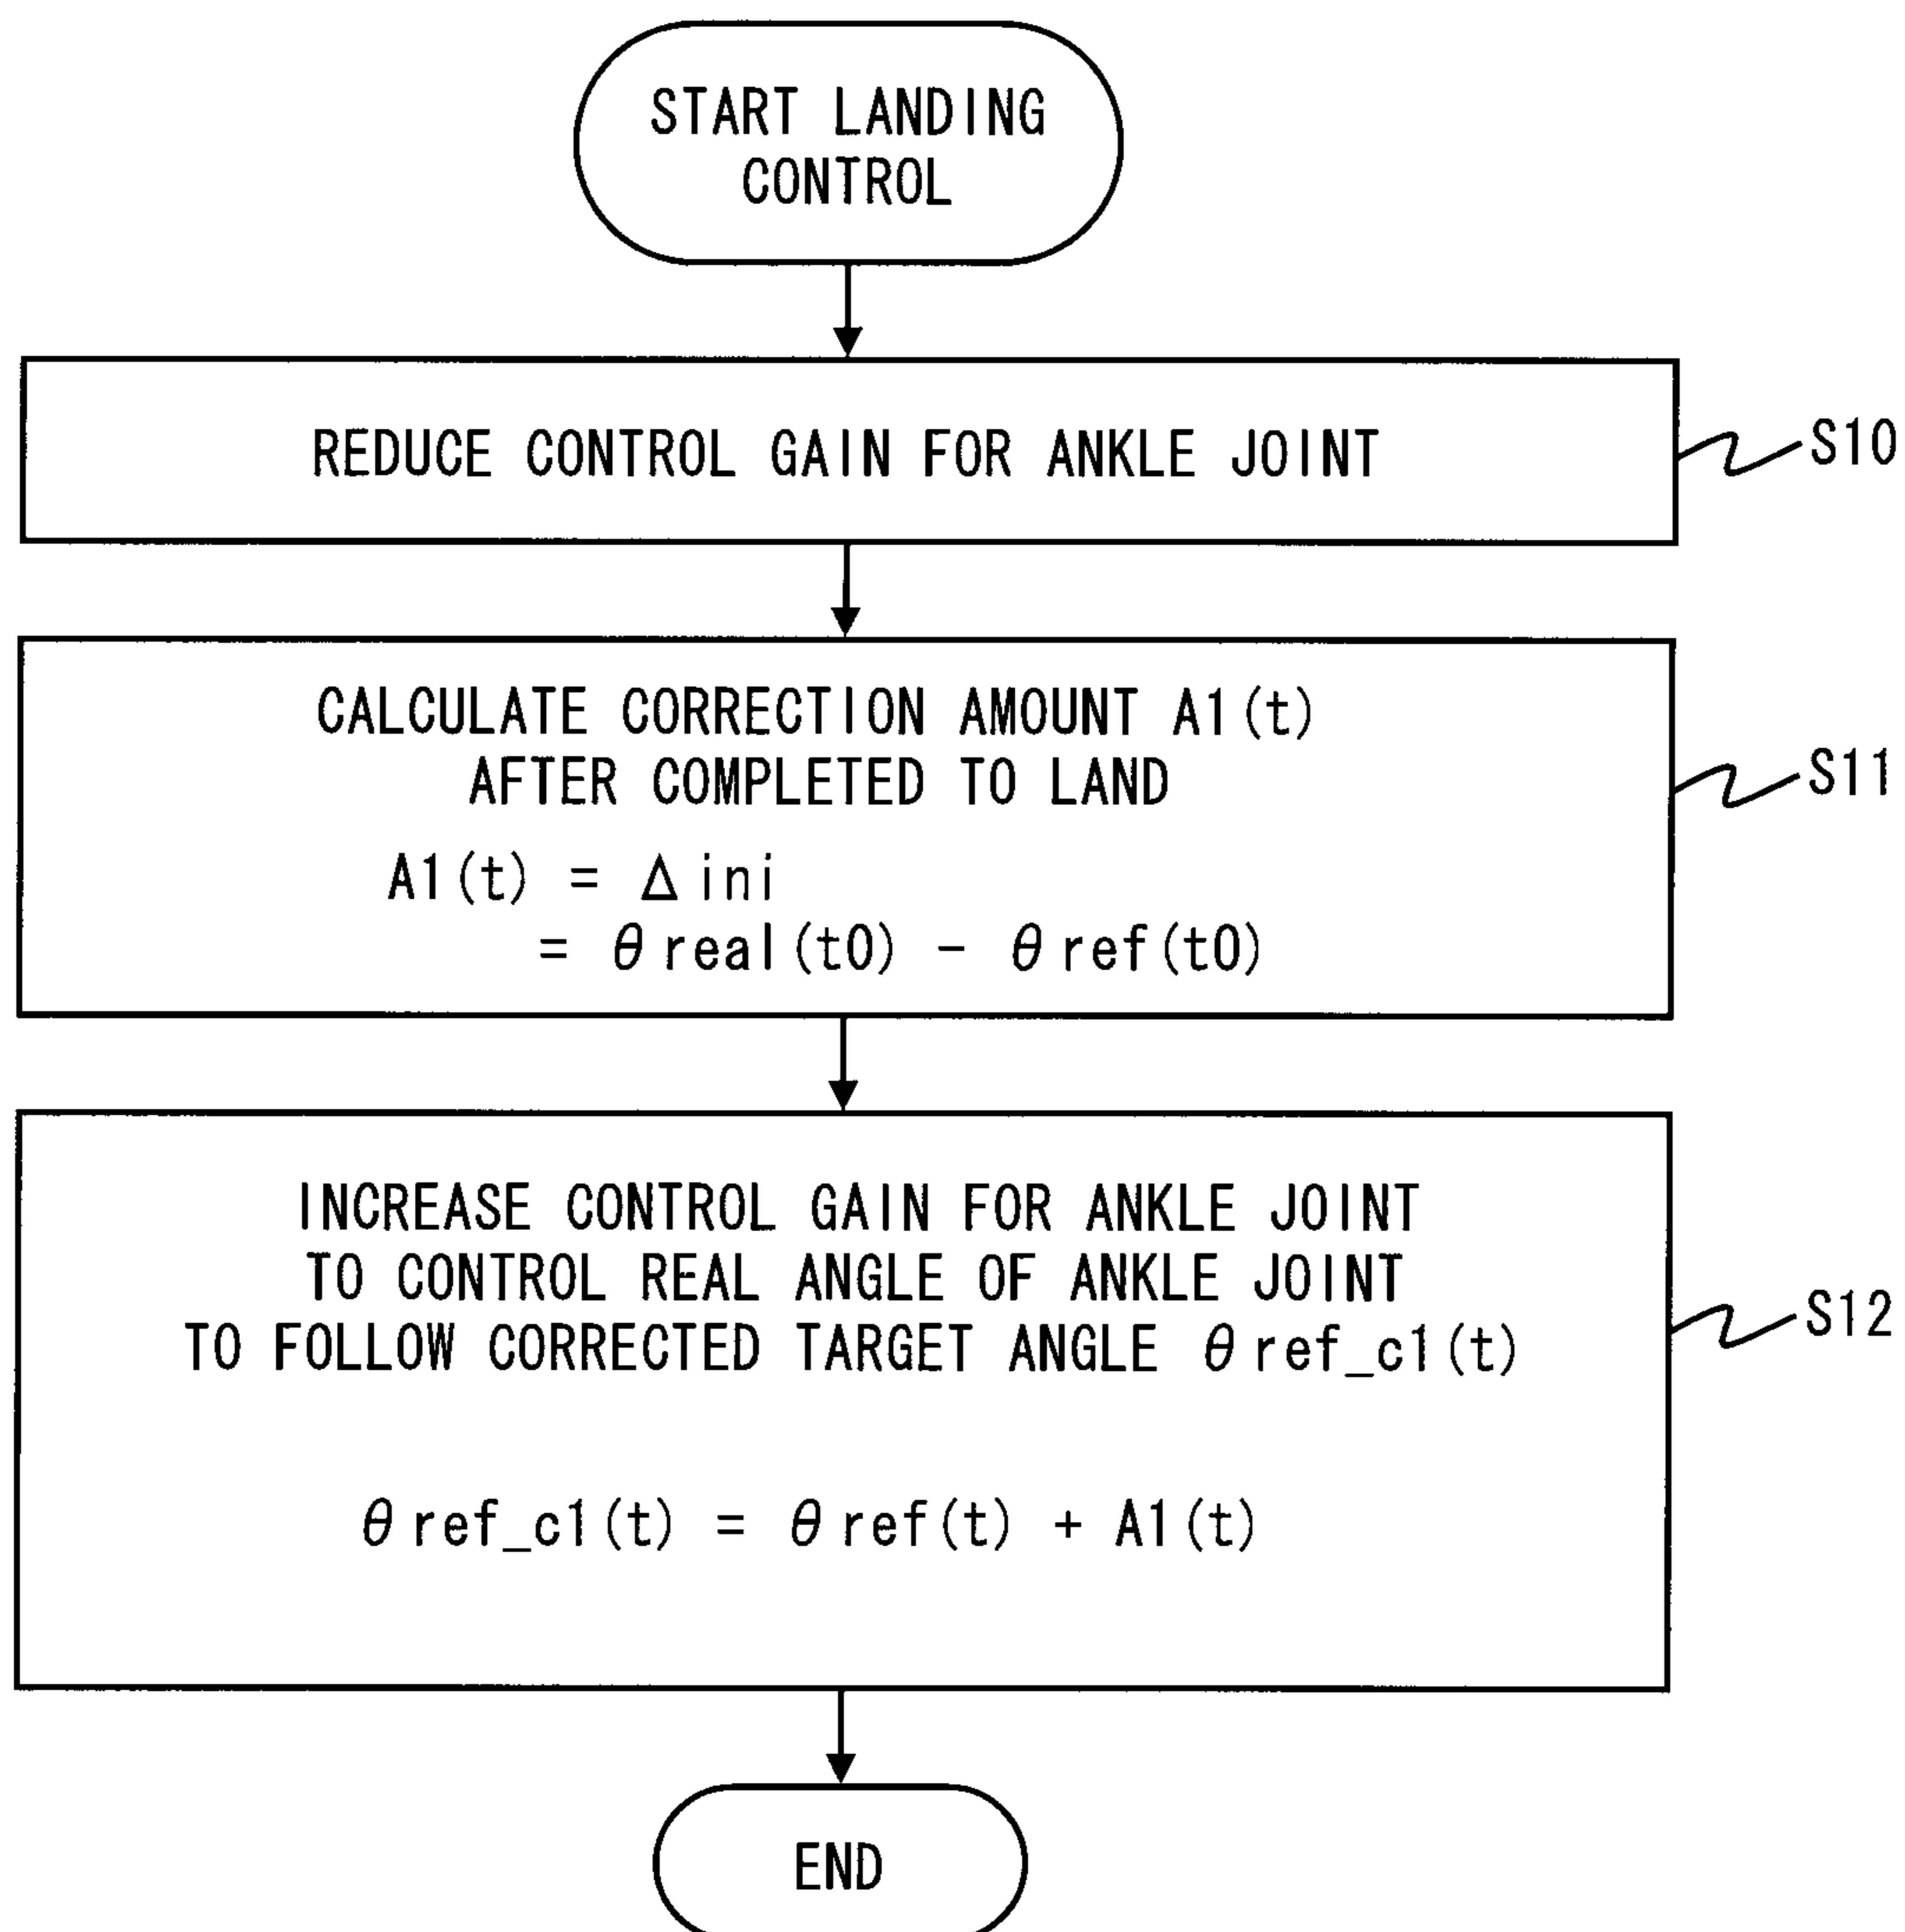 START LANDING
CONTROL
REDUCE CONTROL GAIN FOR ANKLE JOINT
S10
CALCULATE CORRECTION AMOUNT A1(t)
AFTER COMPLETED TO LAND
A1(t) = Δini
= θreal(t0) - θref(t0)
S11
INCREASE CONTROL GAIN FOR ANKLE JOINT
TO CONTROL REAL ANGLE OF ANKLE JOINT
TO FOLLOW CORRECTED TARGET ANGLE θref_c1(t)
S12
θref_c1(t) = θref(t) + A1(t)
END